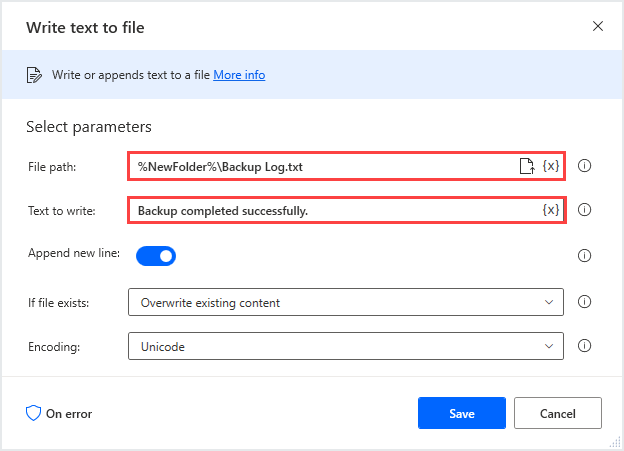 Write text to file
Write or appends text to a file More info
Select parameters
File path: %NewFolder%\Backup Log.txt {x}
Text to write: Backup completed successfully. {x}
Append new line:
If file exists: Overwrite existing content
Encoding: Unicode
On error Save Cancel